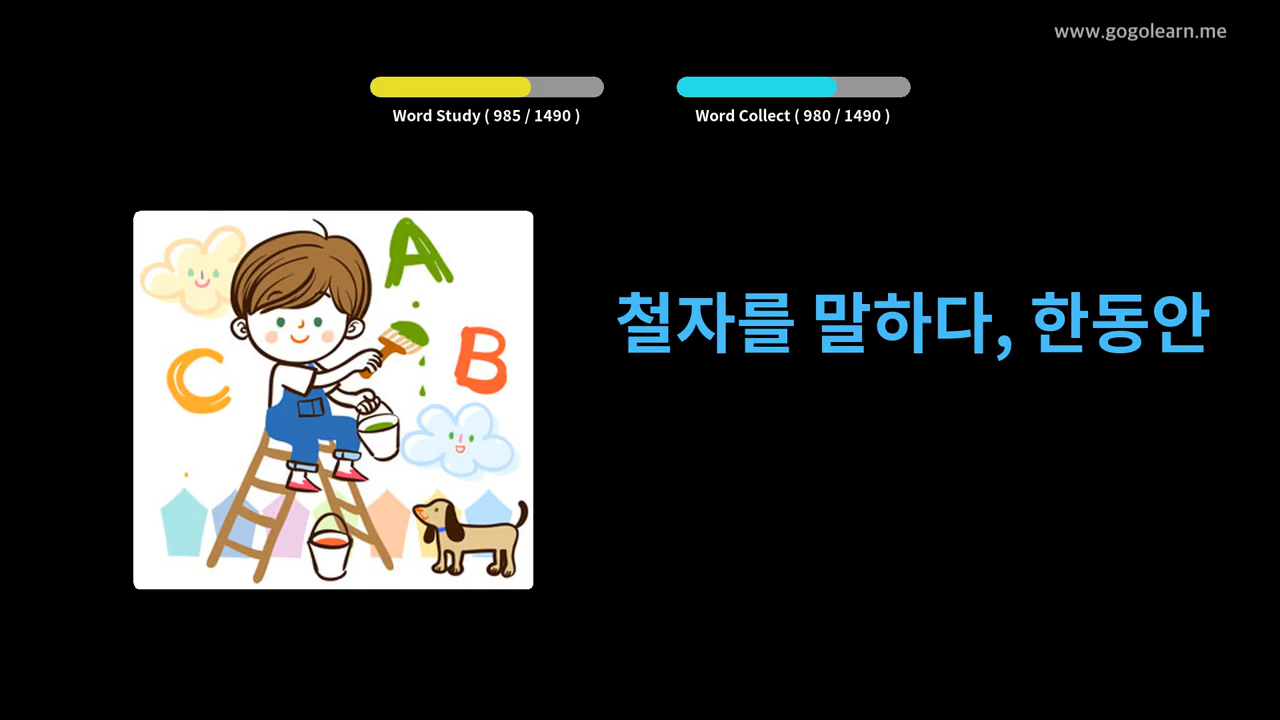 www.gogolearn.me
Word Study ( 985 / 1490 )
Word Collect ( 980 / 1490 )
A
B
C
철자를 말하다, 한동안